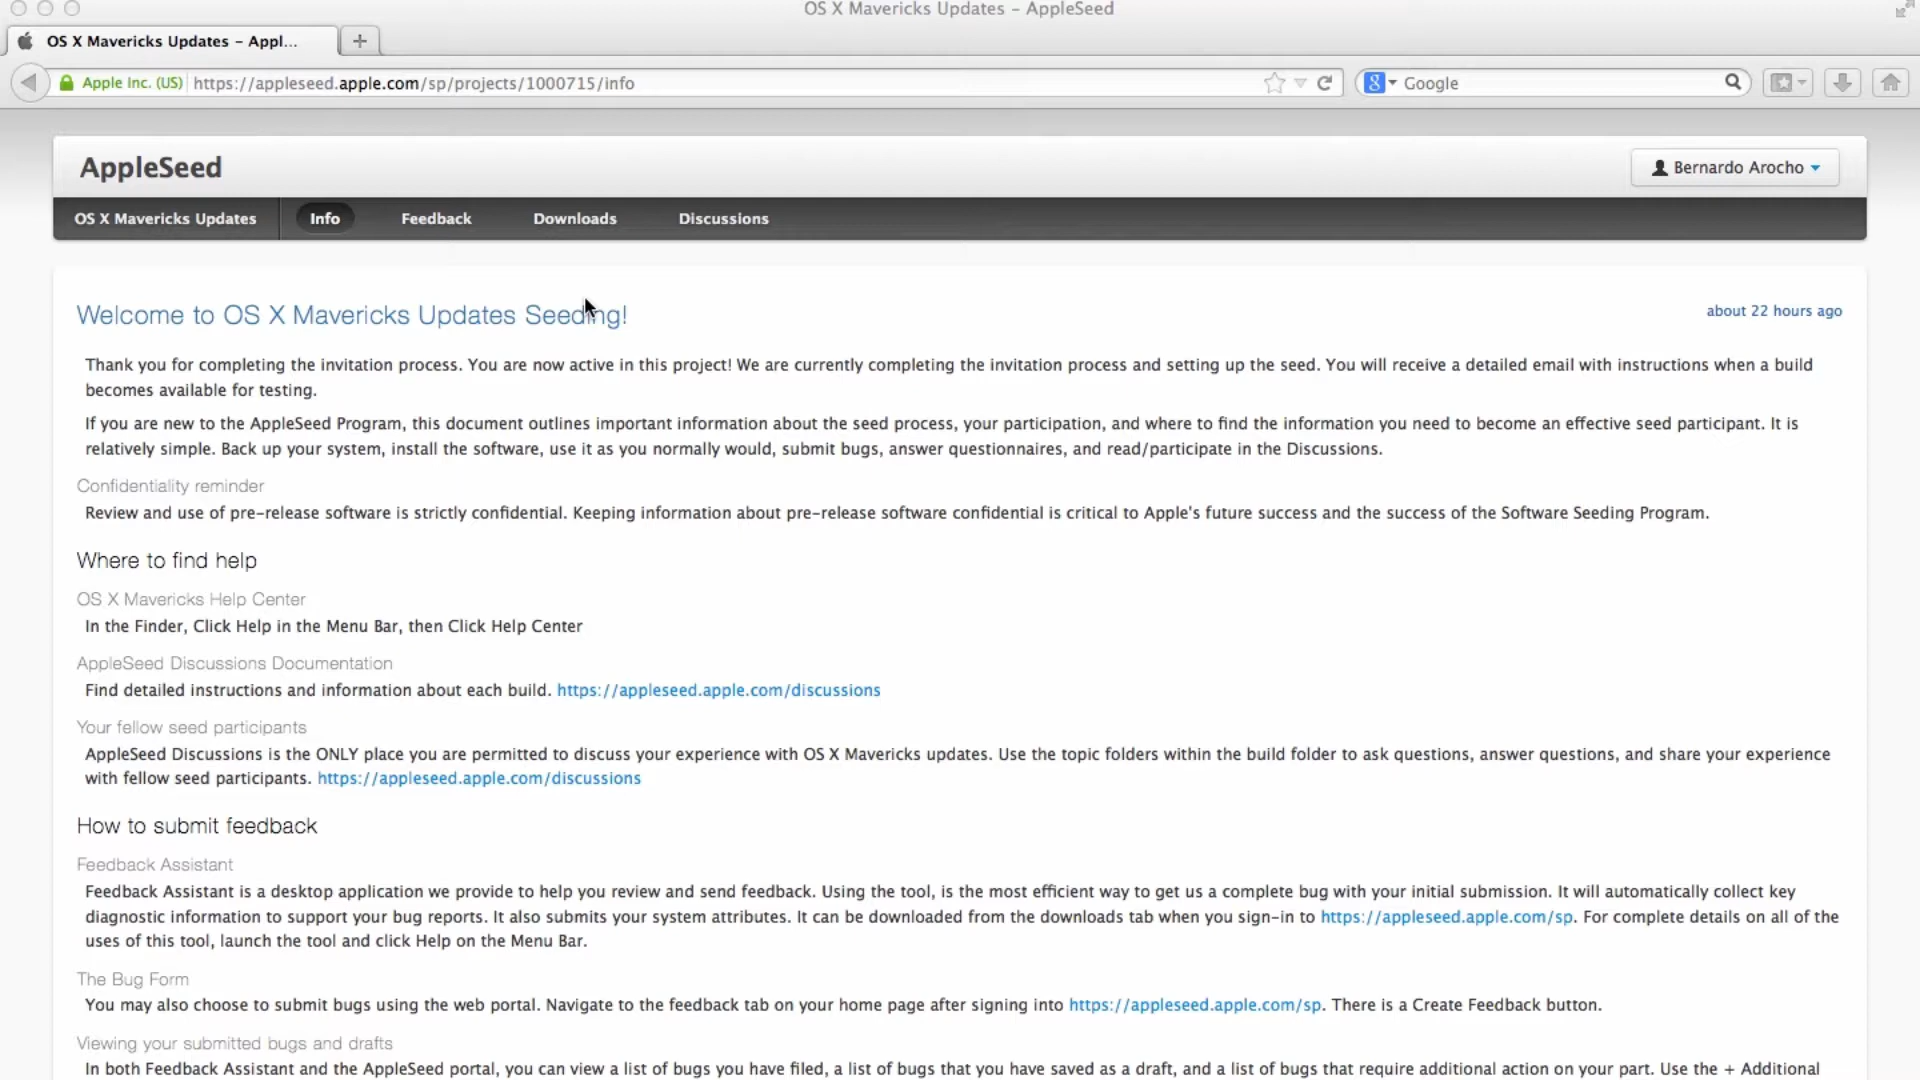 OS X Mavericks Updates – AppleSeed
OS X Mavericks Updates – Appl...
Apple Inc. (US) https://appleseed.apple.com/sp/projects/1000715/info
Google
AppleSeed
Bernardo Arocho
OS X Mavericks Updates Info Feedback Downloads Discussions
Welcome to OS X Mavericks Updates Seeding!
about 22 hours ago
Thank you for completing the invitation process. You are now active in this project! We are currently completing the invitation process and setting up the seed. You will receive a detailed email with instructions when a build
becomes available for testing.
If you are new to the AppleSeed Program, this document outlines important information about the seed process, your participation, and where to find the information you need to become an effective seed participant. It is
relatively simple. Back up your system, install the software, use it as you normally would, submit bugs, answer questionnaires, and read/participate in the Discussions.
Confidentiality reminder
Review and use of pre-release software is strictly confidential. Keeping information about pre-release software confidential is critical to Apple's future success and the success of the Software Seeding Program.
Where to find help
OS X Mavericks Help Center
In the Finder, Click Help in the Menu Bar, then Click Help Center
AppleSeed Discussions Documentation
Find detailed instructions and information about each build. https://appleseed.apple.com/discussions
Your fellow seed participants
AppleSeed Discussions is the ONLY place you are permitted to discuss your experience with OS X Mavericks updates. Use the topic folders within the build folder to ask questions, answer questions, and share your experience
with fellow seed participants. https://appleseed.apple.com/discussions
How to submit feedback
Feedback Assistant
Feedback Assistant is a desktop application we provide to help you review and send feedback. Using the tool, is the most efficient way to get us a complete bug with your initial submission. It will automatically collect key
diagnostic information to support your bug reports. It also submits your system attributes. It can be downloaded from the downloads tab when you sign-in to https://appleseed.apple.com/sp. For complete details on all of the
uses of this tool, launch the tool and click Help on the Menu Bar.
The Bug Form
You may also choose to submit bugs using the web portal. Navigate to the feedback tab on your home page after signing into https://appleseed.apple.com/sp. There is a Create Feedback button.
Viewing your submitted bugs and drafts
In both Feedback Assistant and the AppleSeed portal, you can view a list of bugs you have filed, a list of bugs that you have saved as a draft, and a list of bugs that require additional action on your part. Use the + Additional